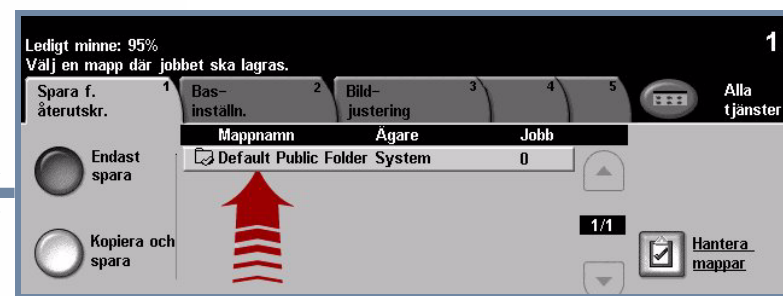 Ledigt minne: 95%
1
Välj en mapp där jobbet ska lagras.
Spara f. återutskr.
1
Bas- inställn.
2
Bild- justering
3
4
5
Alla tjänster
Mappnamn Ägare Jobb
Default Public Folder System 0
Endast spara
1/1
Kopiera och spara
Hantera mappar